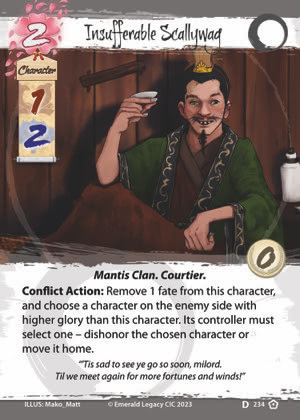 2
Insufferable Scallywag
Character
1
2
0
Mantis Clan. Courtier.
Conflict Action: Remove 1 fate from this character,
and choose a character on the enemy side with
higher glory than this character. Its controller must
select one – dishonor the chosen character or
move it home.
“Tis sad to see ye go so soon, milord.
Til we meet again for more fortunes and winds!”
ILLUS: Mako_Matt
© Emerald Legacy CIC 2023
D 234